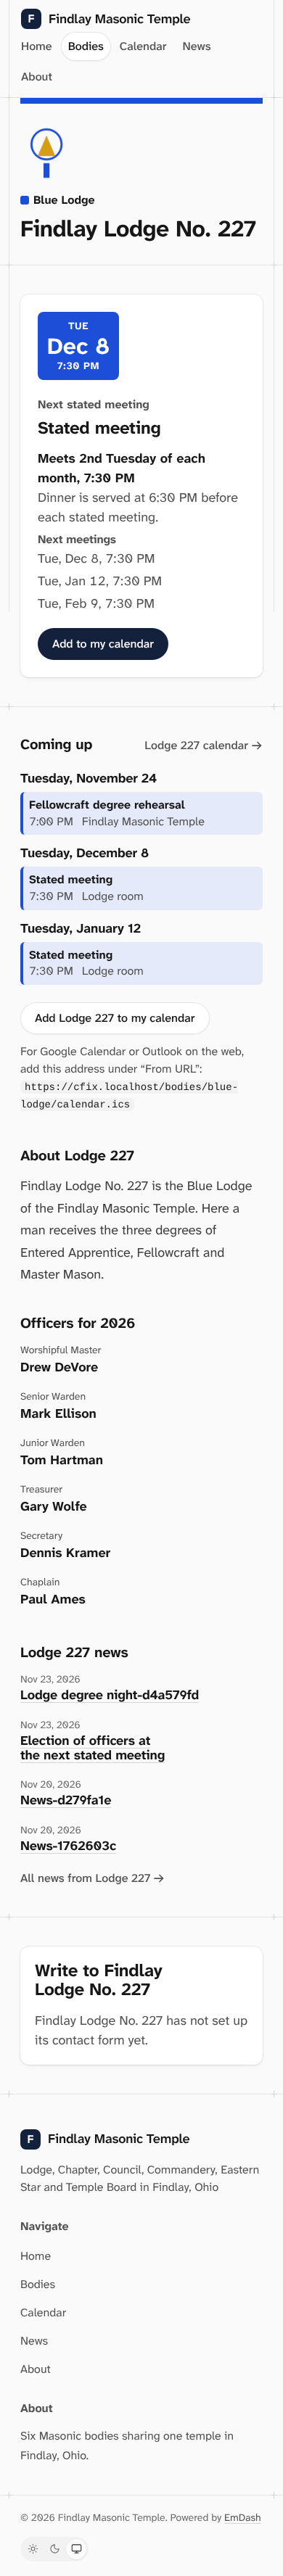 F Findlay Masonic Temple
Home Bodies Calendar News
About
Blue Lodge
Findlay Lodge No. 227
TUE
Dec 8
7:30 PM
Next stated meeting
Stated meeting
Meets 2nd Tuesday of each
month, 7:30 PM
Dinner is served at 6:30 PM before
each stated meeting.
Next meetings
Tue, Dec 8, 7:30 PM
Tue, Jan 12, 7:30 PM
Tue, Feb 9, 7:30 PM
Add to my calendar
Coming up Lodge 227 calendar →
Tuesday, November 24
Fellowcraft degree rehearsal
7:00 PM Findlay Masonic Temple
Tuesday, December 8
Stated meeting
7:30 PM Lodge room
Tuesday, January 12
Stated meeting
7:30 PM Lodge room
Add Lodge 227 to my calendar
For Google Calendar or Outlook on the web,
add this address under “From URL”:
https://cfix.localhost/bodies/blue-
lodge/calendar.ics
About Lodge 227
Findlay Lodge No. 227 is the Blue Lodge
of the Findlay Masonic Temple. Here a
man receives the three degrees of
Entered Apprentice, Fellowcraft and
Master Mason.
Officers for 2026
Worshipful Master
Drew DeVore
Senior Warden
Mark Ellison
Junior Warden
Tom Hartman
Treasurer
Gary Wolfe
Secretary
Dennis Kramer
Chaplain
Paul Ames
Lodge 227 news
Nov 23, 2026
Lodge degree night-d4a579fd
Nov 23, 2026
Election of officers at
the next stated meeting
Nov 20, 2026
News-d279fa1e
Nov 20, 2026
News-1762603c
All news from Lodge 227 →
Write to Findlay
Lodge No. 227
Findlay Lodge No. 227 has not set up
its contact form yet.
F Findlay Masonic Temple
Lodge, Chapter, Council, Commandery, Eastern
Star and Temple Board in Findlay, Ohio
Navigate
Home
Bodies
Calendar
News
About
About
Six Masonic bodies sharing one temple in
Findlay, Ohio.
© 2026 Findlay Masonic Temple. Powered by EmDash